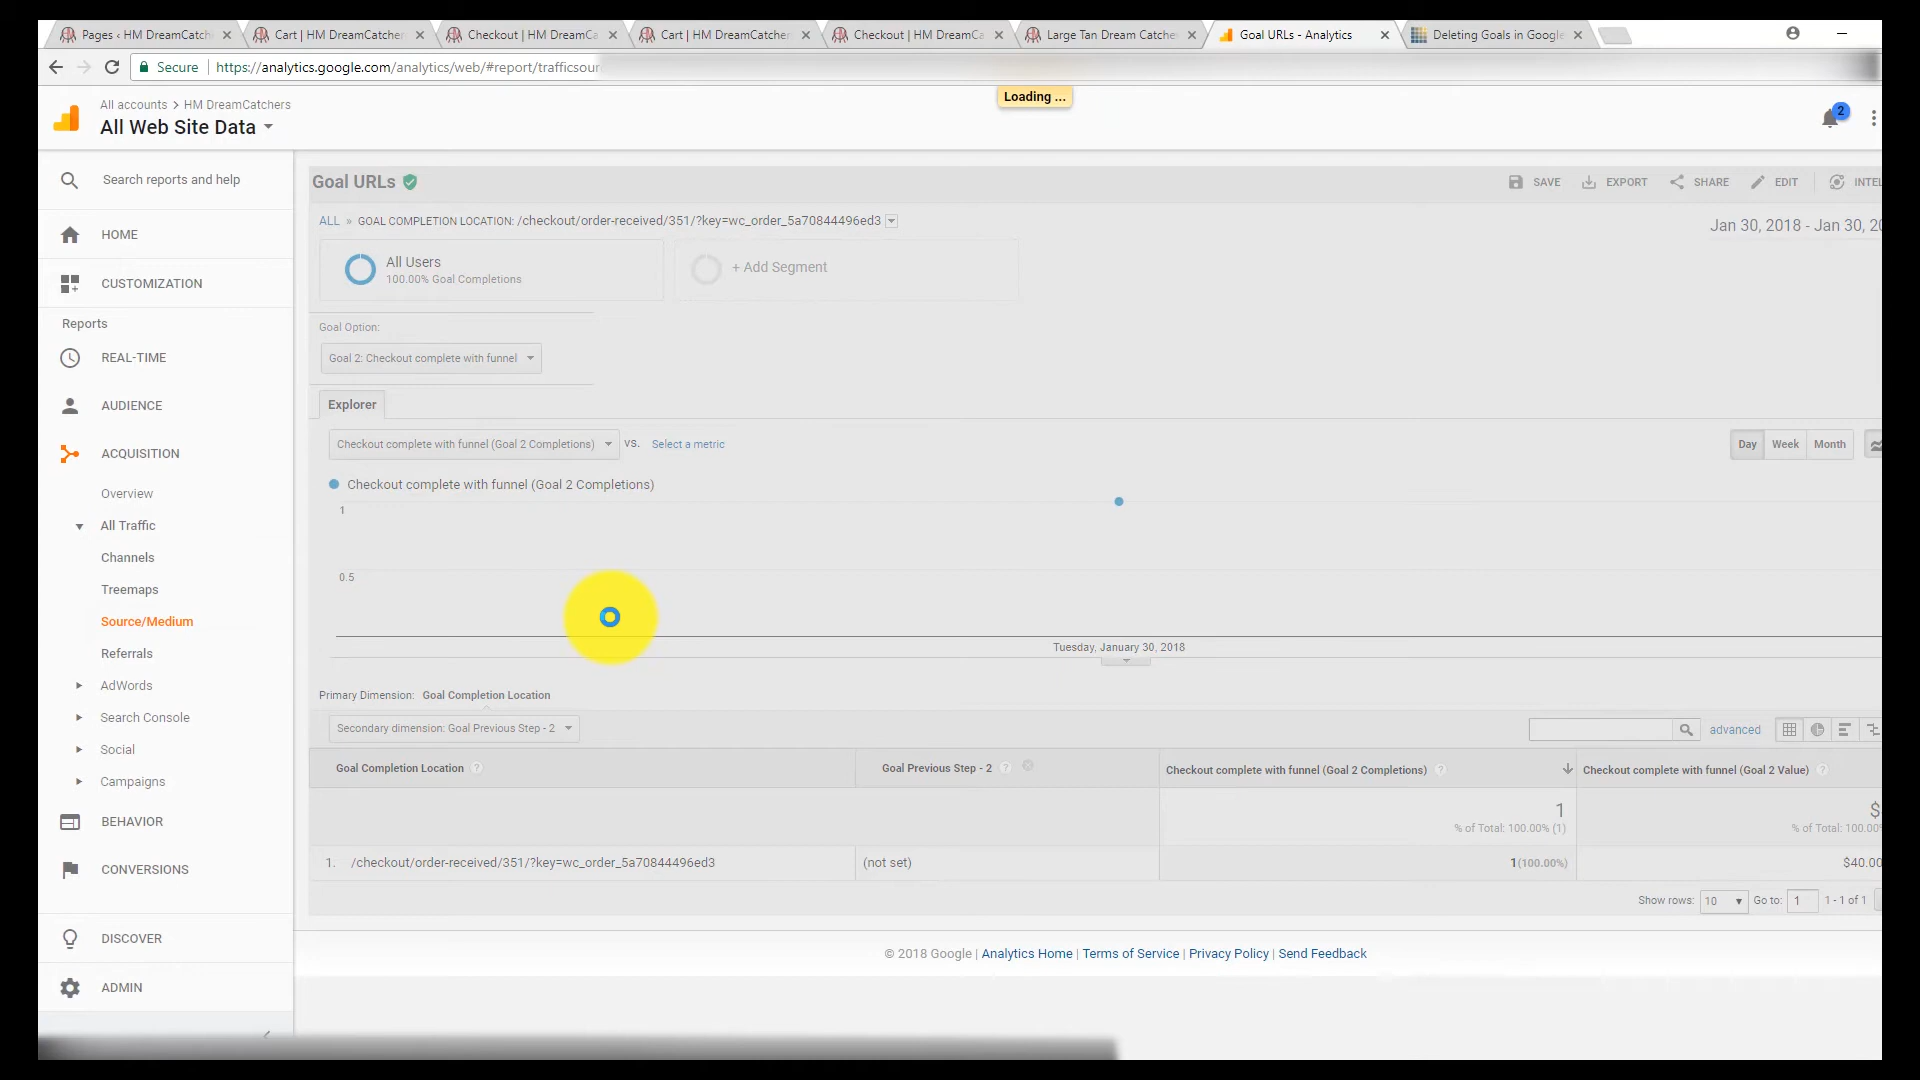 Pages ‹ HM DreamCatch
Cart | HM DreamCatcher
Checkout | HM DreamCa
Cart | HM DreamCatcher
Checkout | HM DreamCa
Large Tan Dream Catche
Goal URLs - Analytics
Deleting Goals in Google
Secure
https://analytics.google.com/analytics/web/#report/trafficsour
Loading ...
All accounts > HM DreamCatchers
All Web Site Data
2
Search reports and help
HOME
CUSTOMIZATION
Reports
REAL-TIME
AUDIENCE
ACQUISITION
Overview
All Traffic
Channels
Treemaps
Source/Medium
Referrals
AdWords
Search Console
Social
Campaigns
BEHAVIOR
CONVERSIONS
DISCOVER
ADMIN
Goal URLs
SAVE EXPORT SHARE EDIT INTEL
ALL » GOAL COMPLETION LOCATION: /checkout/order-received/351/?key=wc_order_5a70844496ed3
Jan 30, 2018 - Jan 30, 20
All Users
100.00% Goal Completions
+ Add Segment
Goal Option:
Goal 2: Checkout complete with funnel
Explorer
Checkout complete with funnel (Goal 2 Completions) VS. Select a metric
Day Week Month
Checkout complete with funnel (Goal 2 Completions)
1
0.5
Tuesday, January 30, 2018
Primary Dimension: Goal Completion Location
Secondary dimension: Goal Previous Step - 2
advanced
Goal Completion Location ? Goal Previous Step - 2 ? Checkout complete with funnel (Goal 2 Completions) ? Checkout complete with funnel (Goal 2 Value) ?
1 $
% of Total: 100.00% (1) % of Total: 100.00%
1. /checkout/order-received/351/?key=wc_order_5a70844496ed3 (not set) 1(100.00%) $40.00
Show rows: 10 Go to: 1 1 - 1 of 1
© 2018 Google | Analytics Home | Terms of Service | Privacy Policy | Send Feedback